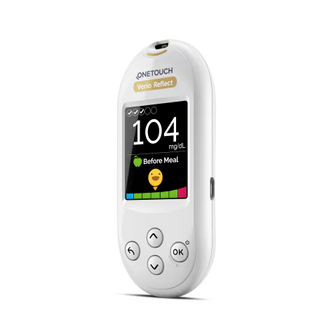 ONETOUCH
Verio Reflect
104
mg/dL
Before Meal
OK